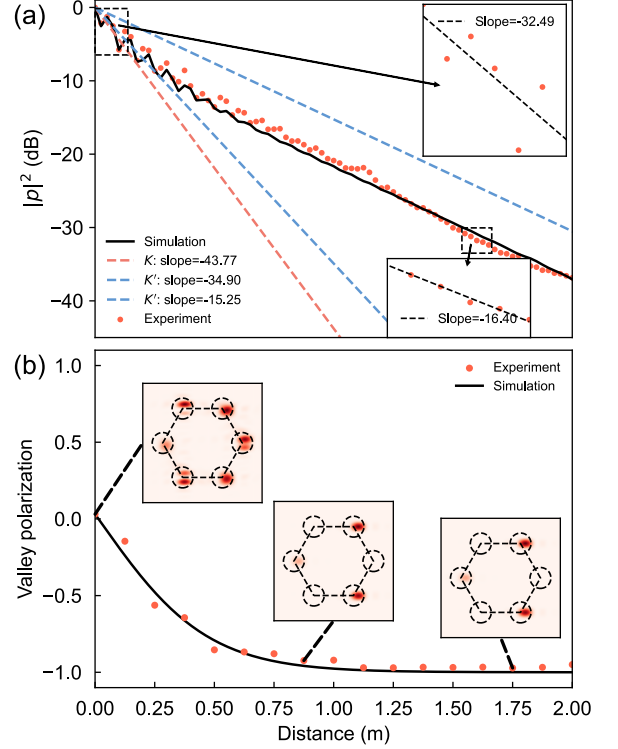 (a)
0
−10
−20
−30
−40
|p|² (dB)
Slope=-32.49
Simulation
K: slope=-43.77
K′: slope=-34.90
K′: slope=-15.25
Experiment
Slope=-16.40
(b)
1.0
0.5
0.0
−0.5
−1.0
Valley polarization
Experiment
Simulation
0.00 0.25 0.50 0.75 1.00 1.25 1.50 1.75 2.00
Distance (m)